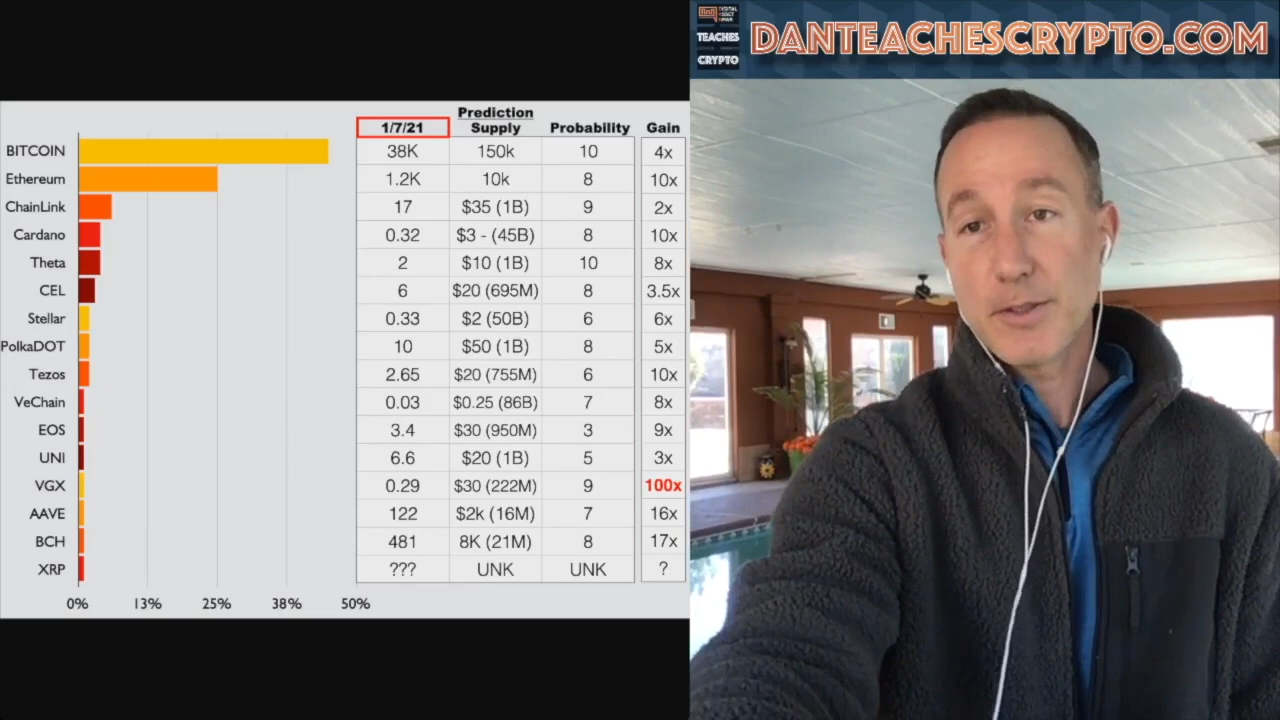 DIGITAL
ASSET
NEWS
TEACHES
CRYPTO
DANTEACHESCRYPTO.COM
1/7/21 Prediction Supply Probability Gain
BITCOIN 38K 150k 10 4x
Ethereum 1.2K 10k 8 10x
ChainLink 17 $35 (1B) 9 2x
Cardano 0.32 $3 - (45B) 8 10x
Theta 2 $10 (1B) 10 8x
CEL 6 $20 (695M) 8 3.5x
Stellar 0.33 $2 (50B) 6 6x
PolkaDOT 10 $50 (1B) 8 5x
Tezos 2.65 $20 (755M) 6 10x
VeChain 0.03 $0.25 (86B) 7 8x
EOS 3.4 $30 (950M) 3 9x
UNI 6.6 $20 (1B) 5 3x
VGX 0.29 $30 (222M) 9 100x
AAVE 122 $2k (16M) 7 16x
BCH 481 8K (21M) 8 17x
XRP ??? UNK UNK ?
0% 13% 25% 38% 50%